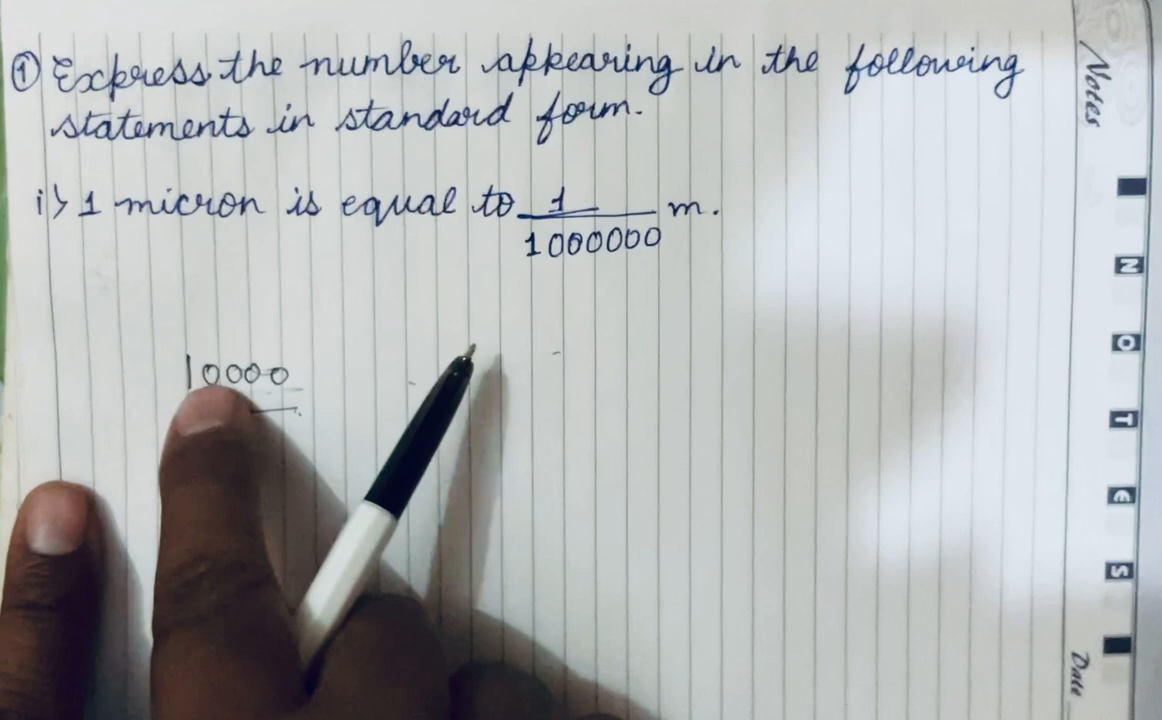 ① Express the number appearing in the following
statements in standard form.
i) 1 micron is equal to 1/1000000 m.
10000
Notes
NOTES
Date